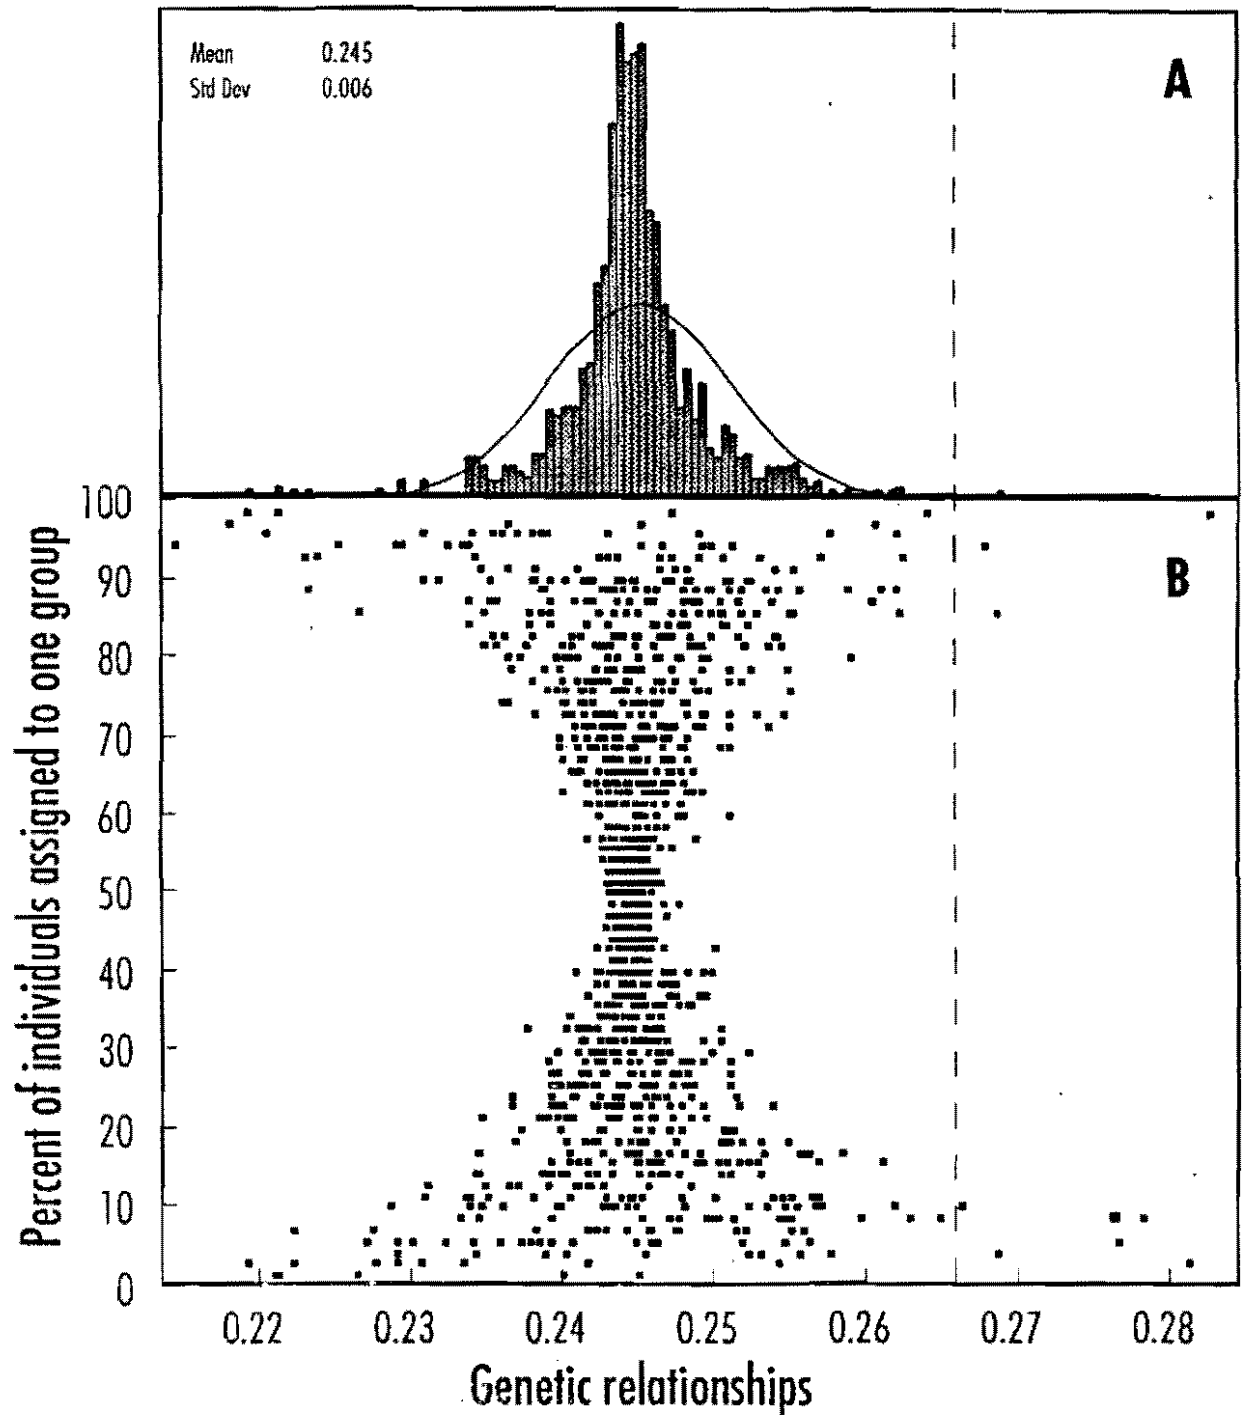 Mean 0.245
Std Dev 0.006
A
B
Percent of individuals assigned to one group
100
90
80
70
60
50
40
30
20
10
0
0.22 0.23 0.24 0.25 0.26 0.27 0.28
Genetic relationships